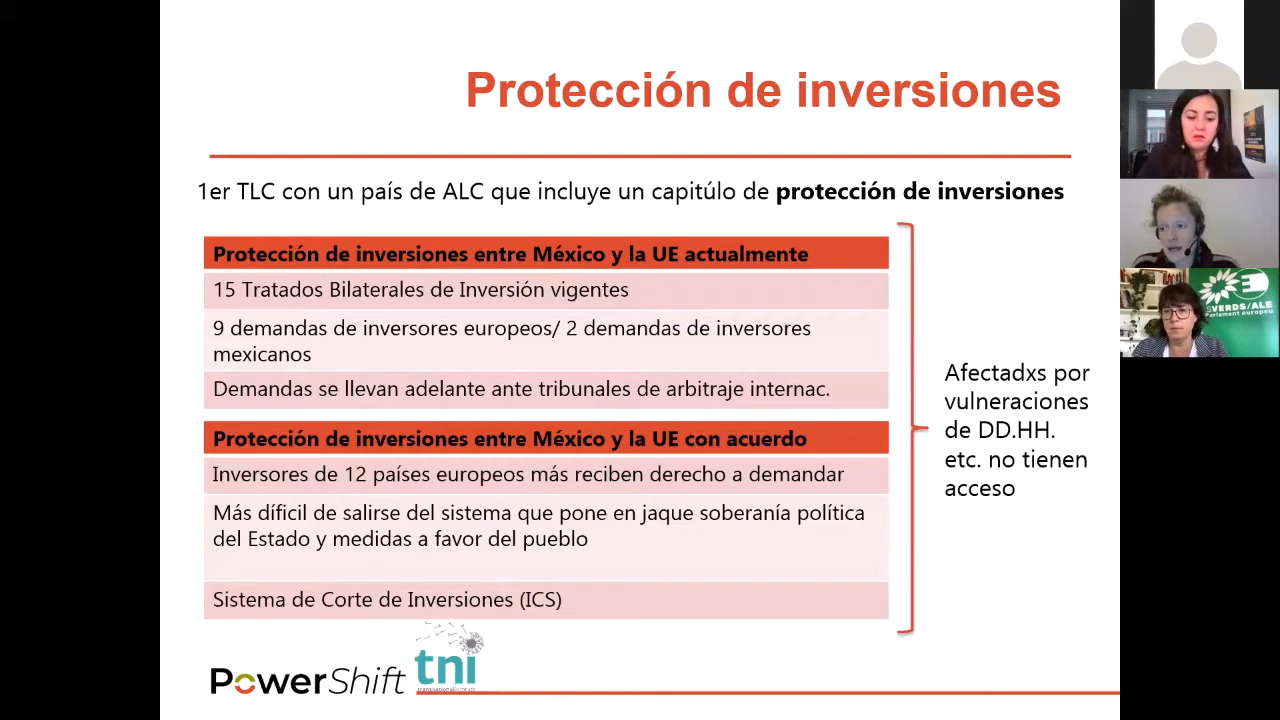 Protección de inversiones
1er TLC con un país de ALC que incluye un capitúlo de protección de inversiones
Protección de inversiones entre México y la UE actualmente
15 Tratados Bilaterales de Inversión vigentes
9 demandas de inversores europeos/ 2 demandas de inversores
mexicanos
Demandas se llevan adelante ante tribunales de arbitraje internac.
Protección de inversiones entre México y la UE con acuerdo
Inversores de 12 países europeos más reciben derecho a demandar
Más díficil de salirse del sistema que pone en jaque soberanía política
del Estado y medidas a favor del pueblo
Sistema de Corte de Inversiones (ICS)
Afectadxs por
vulneraciones
de DD.HH.
etc. no tienen
acceso
PowerShift
tni
SVERDS/ALE
Parlament europeu